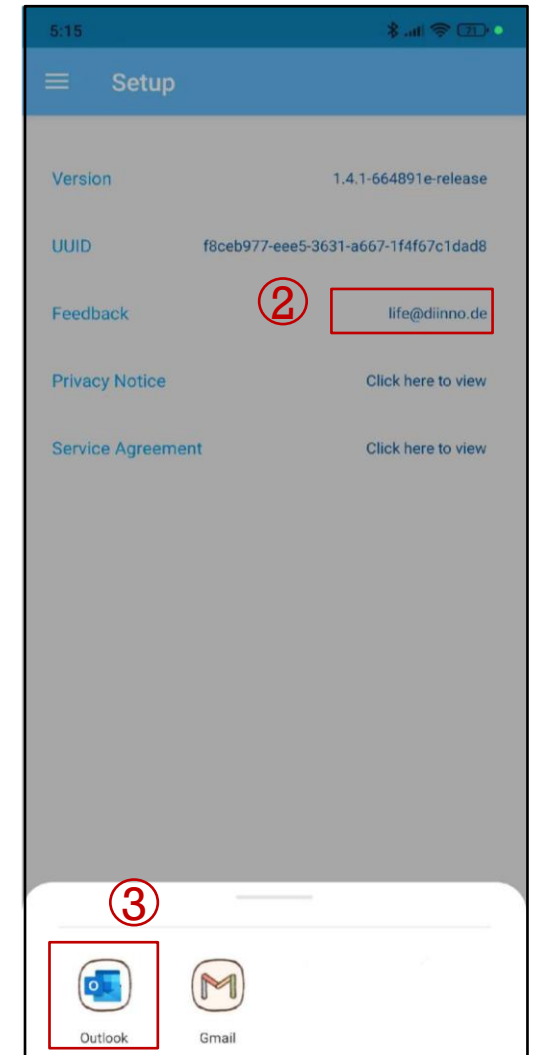 5:15 21
Setup
Version 1.4.1-664891e-release
UUID f8ceb977-eee5-3631-a667-1f4f67c1dad8
Feedback ② life@diinno.de
Privacy Notice Click here to view
Service Agreement Click here to view
③
Outlook Gmail